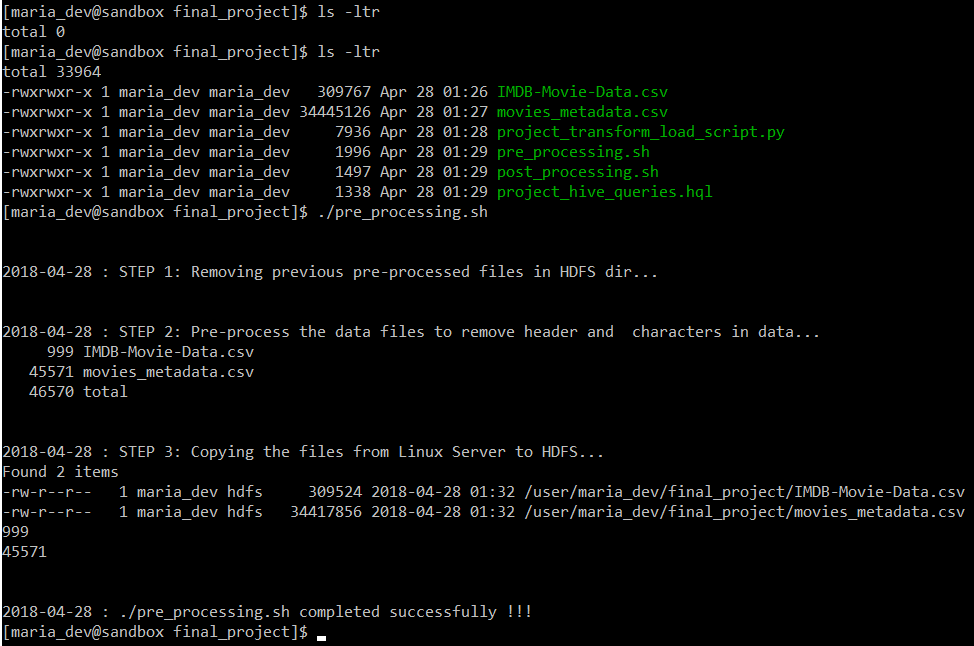 [maria_dev@sandbox final_project]$ ls -ltr
total 0
[maria_dev@sandbox final_project]$ ls -ltr
total 33964
-rwxrwxr-x 1 maria_dev maria_dev   309767 Apr 28 01:26 IMDB-Movie-Data.csv
-rwxrwxr-x 1 maria_dev maria_dev 34445126 Apr 28 01:27 movies_metadata.csv
-rwxrwxr-x 1 maria_dev maria_dev     7936 Apr 28 01:28 project_transform_load_script.py
-rwxrwxr-x 1 maria_dev maria_dev     1996 Apr 28 01:29 pre_processing.sh
-rwxrwxr-x 1 maria_dev maria_dev     1497 Apr 28 01:29 post_processing.sh
-rwxrwxr-x 1 maria_dev maria_dev     1338 Apr 28 01:29 project_hive_queries.hql
[maria_dev@sandbox final_project]$ ./pre_processing.sh
2018-04-28 : STEP 1: Removing previous pre-processed files in HDFS dir...
2018-04-28 : STEP 2: Pre-process the data files to remove header and  characters in data...
     999 IMDB-Movie-Data.csv
   45571 movies_metadata.csv
   46570 total
2018-04-28 : STEP 3: Copying the files from Linux Server to HDFS...
Found 2 items
-rw-r--r--   1 maria_dev hdfs     309524 2018-04-28 01:32 /user/maria_dev/final_project/IMDB-Movie-Data.csv
-rw-r--r--   1 maria_dev hdfs   34417856 2018-04-28 01:32 /user/maria_dev/final_project/movies_metadata.csv
999
45571
2018-04-28 : ./pre_processing.sh completed successfully !!!
[maria_dev@sandbox final_project]$